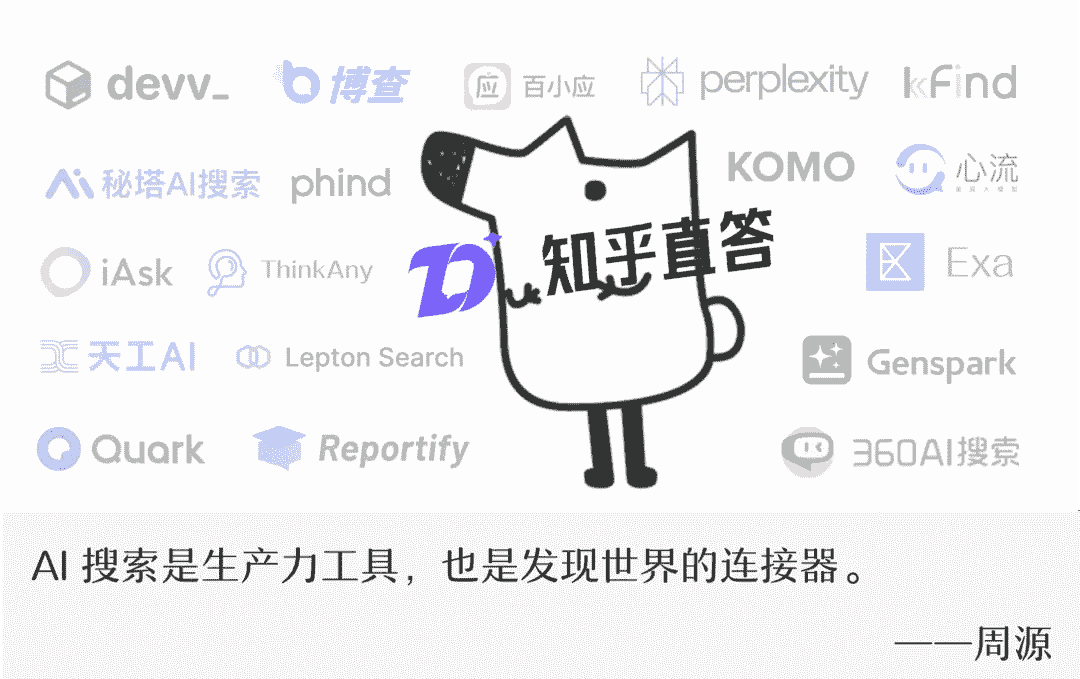 devv_
博查
应
百小应
perplexity
kFind
秘塔AI搜索
phind
KOMO
心流
iAsk
ThinkAny
知乎直答
Exa
天工AI
Lepton Search
Genspark
Quark
Reportify
360AI搜索
AI 搜索是生产力工具，也是发现世界的连接器。
——周源